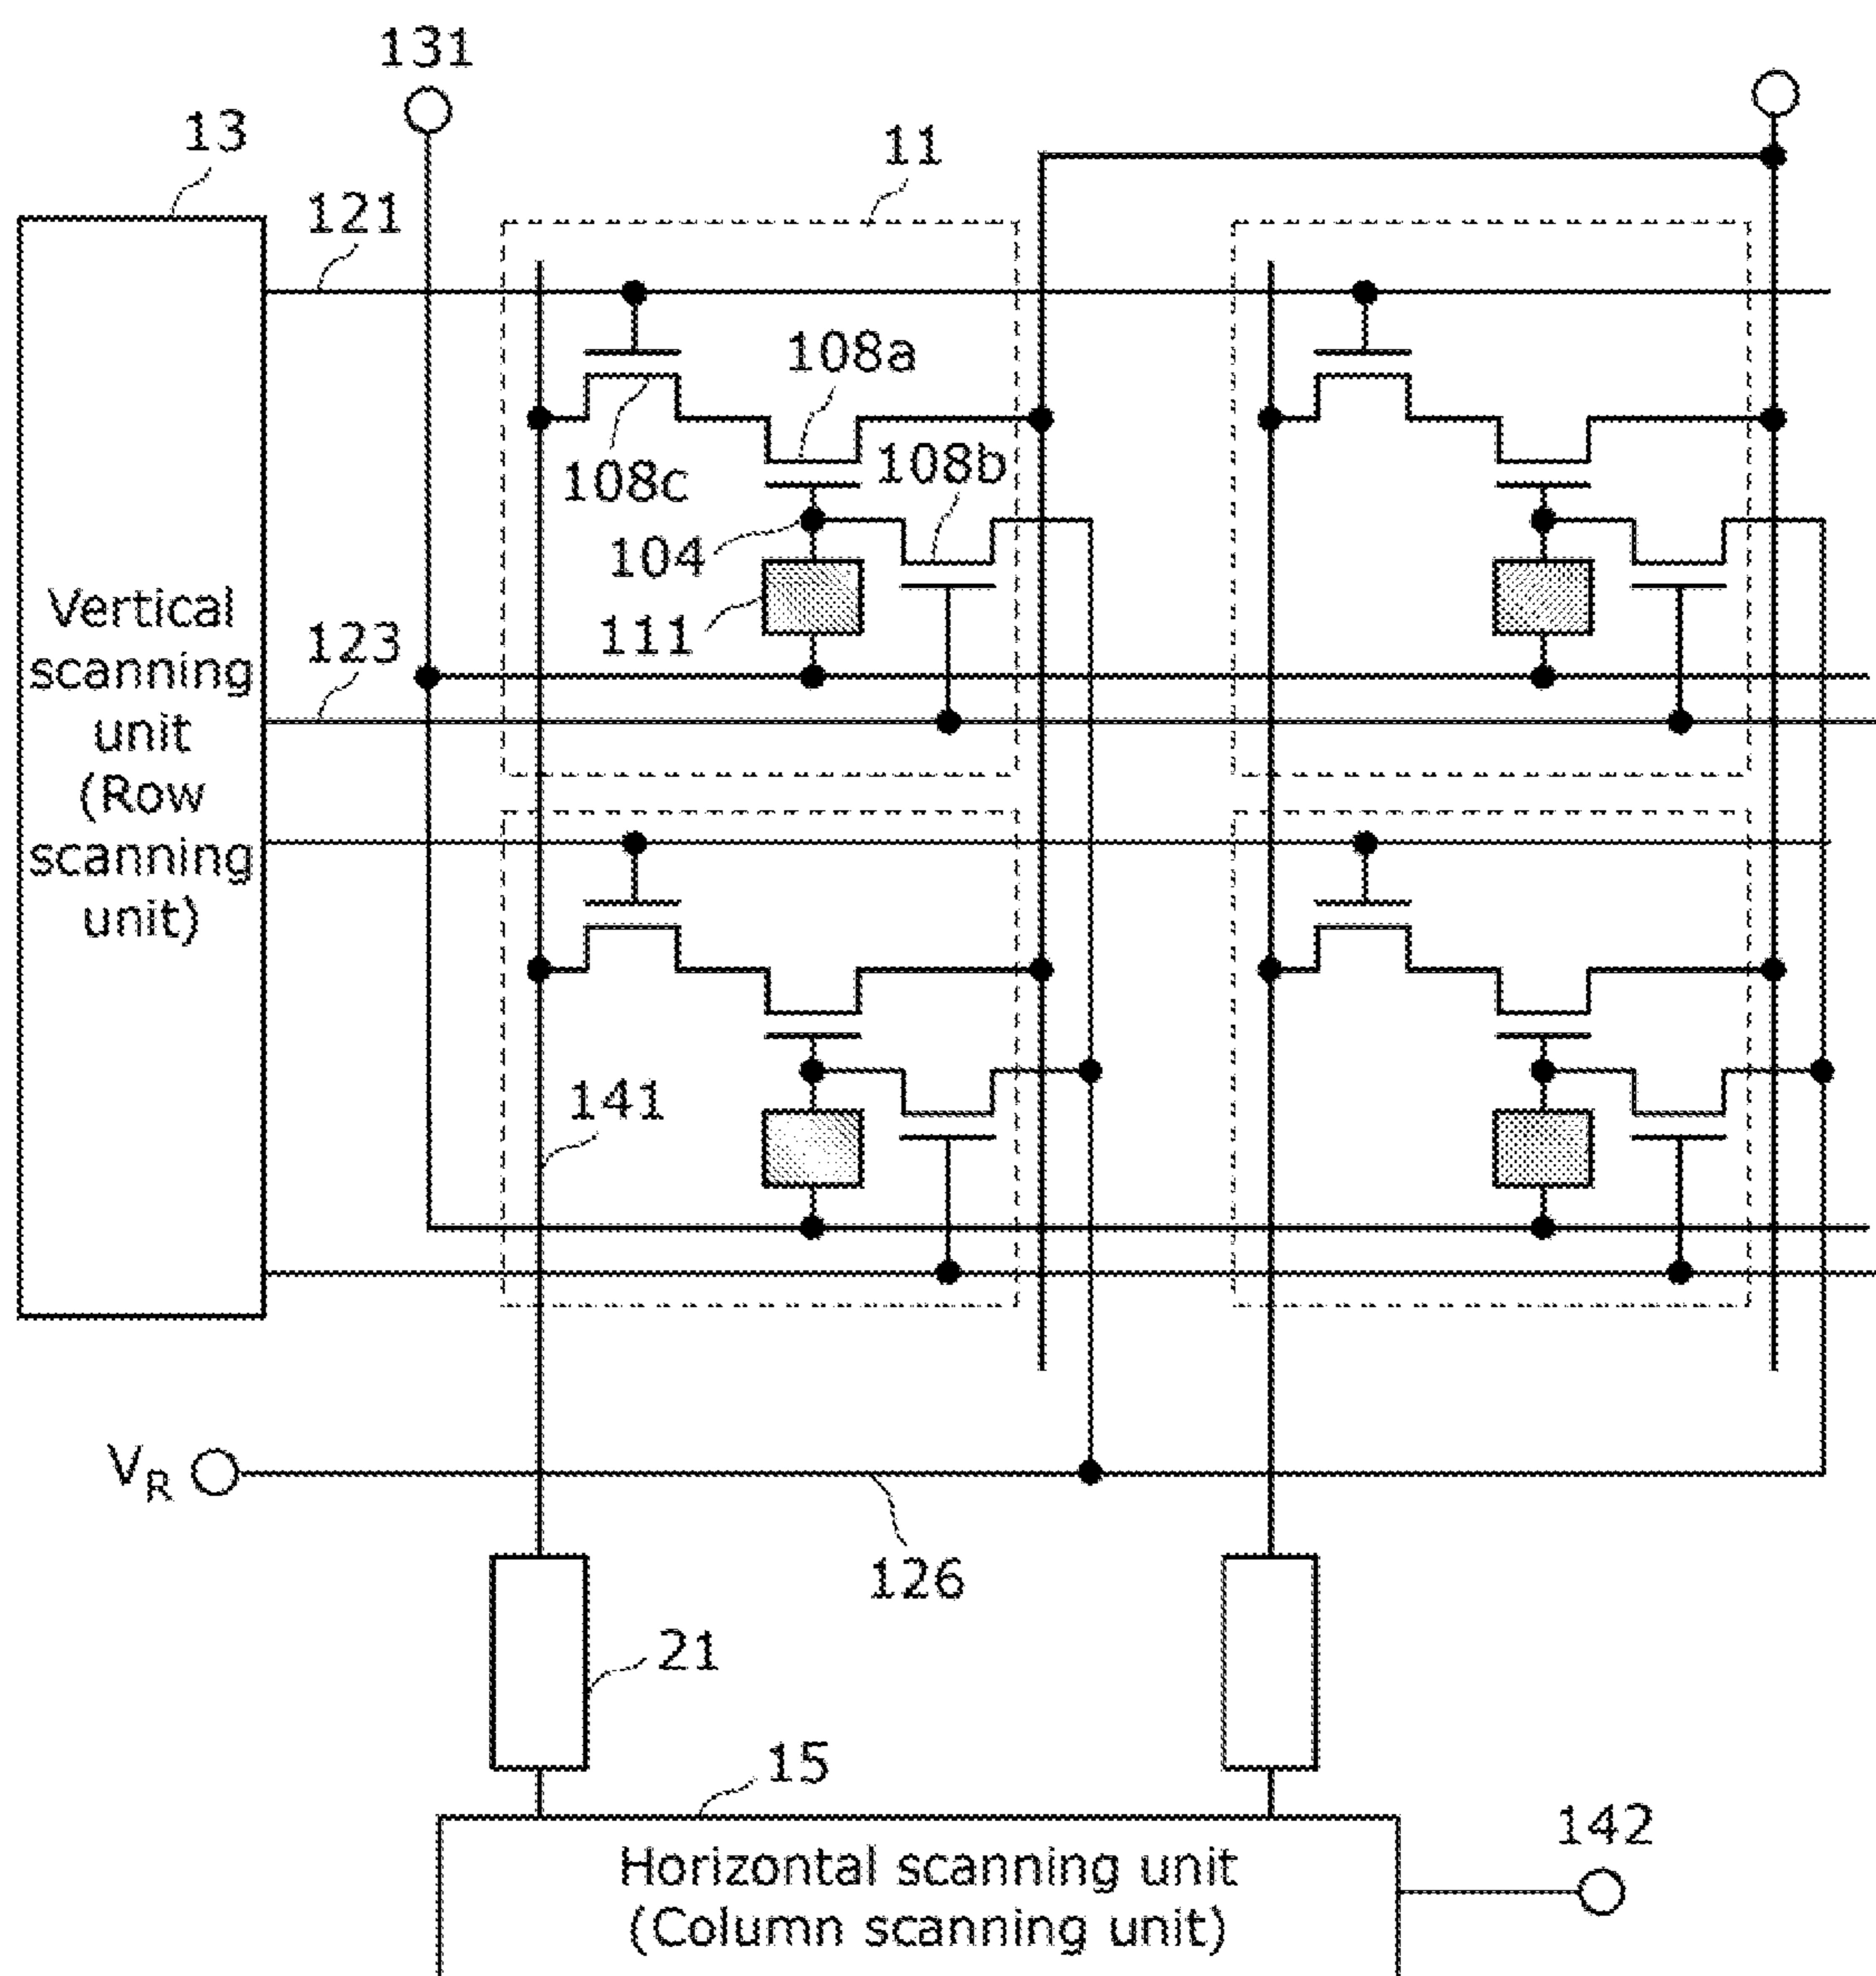 131
13
11
121
108a
108c
108b
104
111
123
Vertical
scanning
unit
(Row
scanning
unit)
141
VR
126
21
15
142
Horizontal scanning unit
(Column scanning unit)